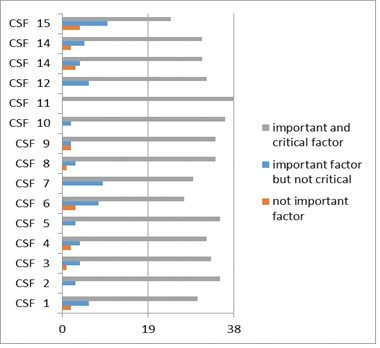 CSF 15
CSF 14
CSF 14
CSF 12
CSF 11
CSF 10
CSF 9
CSF 8
CSF 7
CSF 6
CSF 5
CSF 4
CSF 3
CSF 2
CSF 1
0 19 38
important and
critical factor
important factor
but not critical
not important
factor